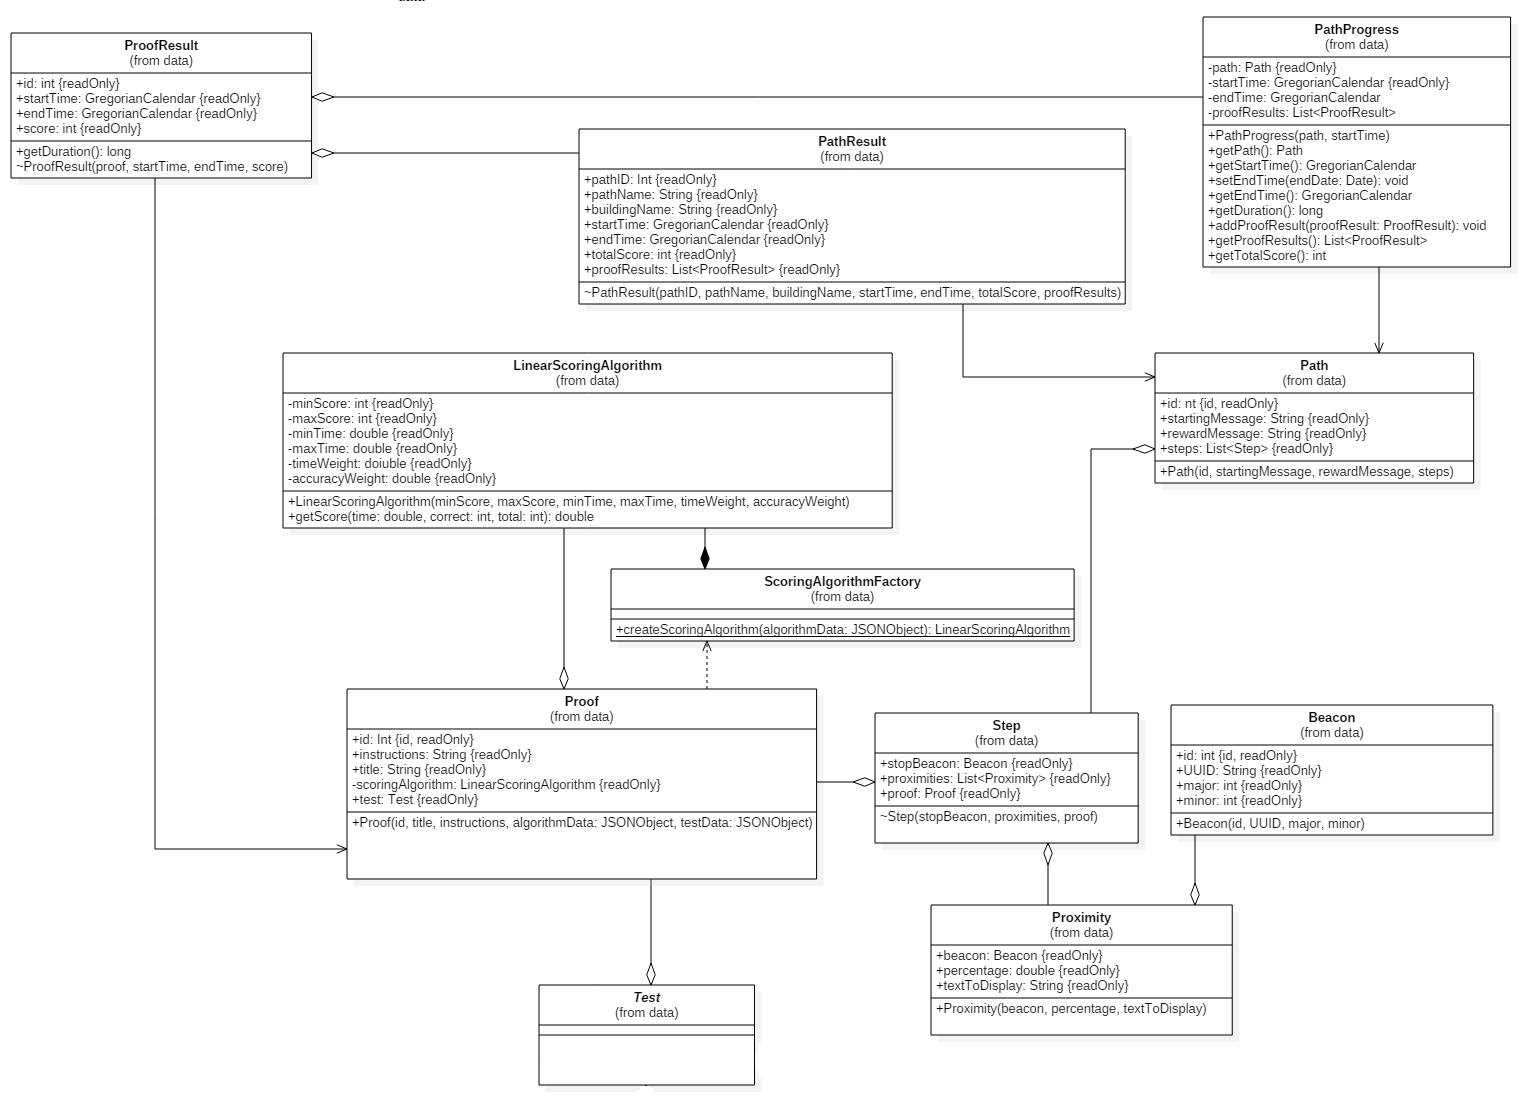 ProofResult
(from data)
+id: int {readOnly}
+startTime: GregorianCalendar {readOnly}
+endTime: GregorianCalendar {readOnly}
+score: int {readOnly}
+getDuration(): long
~ProofResult(proof, startTime, endTime, score)
PathProgress
(from data)
-path: Path {readOnly}
-startTime: GregorianCalendar {readOnly}
-endTime: GregorianCalendar
-proofResults: List<ProofResult>
+PathProgress(path, startTime)
+getPath(): Path
+getStartTime(): GregorianCalendar
+setEndTime(endDate: Date): void
+getEndTime(): GregorianCalendar
+getDuration(): long
+addProofResult(proofResult: ProofResult): void
+getProofResults(): List<ProofResult>
+getTotalScore(): int
PathResult
(from data)
+pathID: Int {readOnly}
+pathName: String {readOnly}
+buildingName: String {readOnly}
+startTime: GregorianCalendar {readOnly}
+endTime: GregorianCalendar {readOnly}
+totalScore: int {readOnly}
+proofResults: List<ProofResult> {readOnly}
~PathResult(pathID, pathName, buildingName, startTime, endTime, totalScore, proofResults)
LinearScoringAlgorithm
(from data)
-minScore: int {readOnly}
-maxScore: int {readOnly}
-minTime: double {readOnly}
-maxTime: double {readOnly}
-timeWeight: doiuble {readOnly}
-accuracyWeight: double {readOnly}
+LinearScoringAlgorithm(minScore, maxScore, minTime, maxTime, timeWeight, accuracyWeight)
+getScore(time: double, correct: int, total: int): double
Path
(from data)
+id: nt {id, readOnly}
+startingMessage: String {readOnly}
+rewardMessage: String {readOnly}
+steps: List<Step> {readOnly}
+Path(id, startingMessage, rewardMessage, steps)
ScoringAlgorithmFactory
(from data)
+createScoringAlgorithm(algorithmData: JSONObject): LinearScoringAlgorithm
Proof
(from data)
+id: Int {id, readOnly}
+instructions: String {readOnly}
+title: String {readOnly}
-scoringAlgorithm: LinearScoringAlgorithm {readOnly}
+test: Test {readOnly}
+Proof(id, title, instructions, algorithmData: JSONObject, testData: JSONObject)
Step
(from data)
+stopBeacon: Beacon {readOnly}
+proximities: List<Proximity> {readOnly}
+proof: Proof {readOnly}
~Step(stopBeacon, proximities, proof)
Beacon
(from data)
+id: int {id, readOnly}
+UUID: String {readOnly}
+major: int {readOnly}
+minor: int {readOnly}
+Beacon(id, UUID, major, minor)
Proximity
(from data)
+beacon: Beacon {readOnly}
+percentage: double {readOnly}
+textToDisplay: String {readOnly}
+Proximity(beacon, percentage, textToDisplay)
Test
(from data)